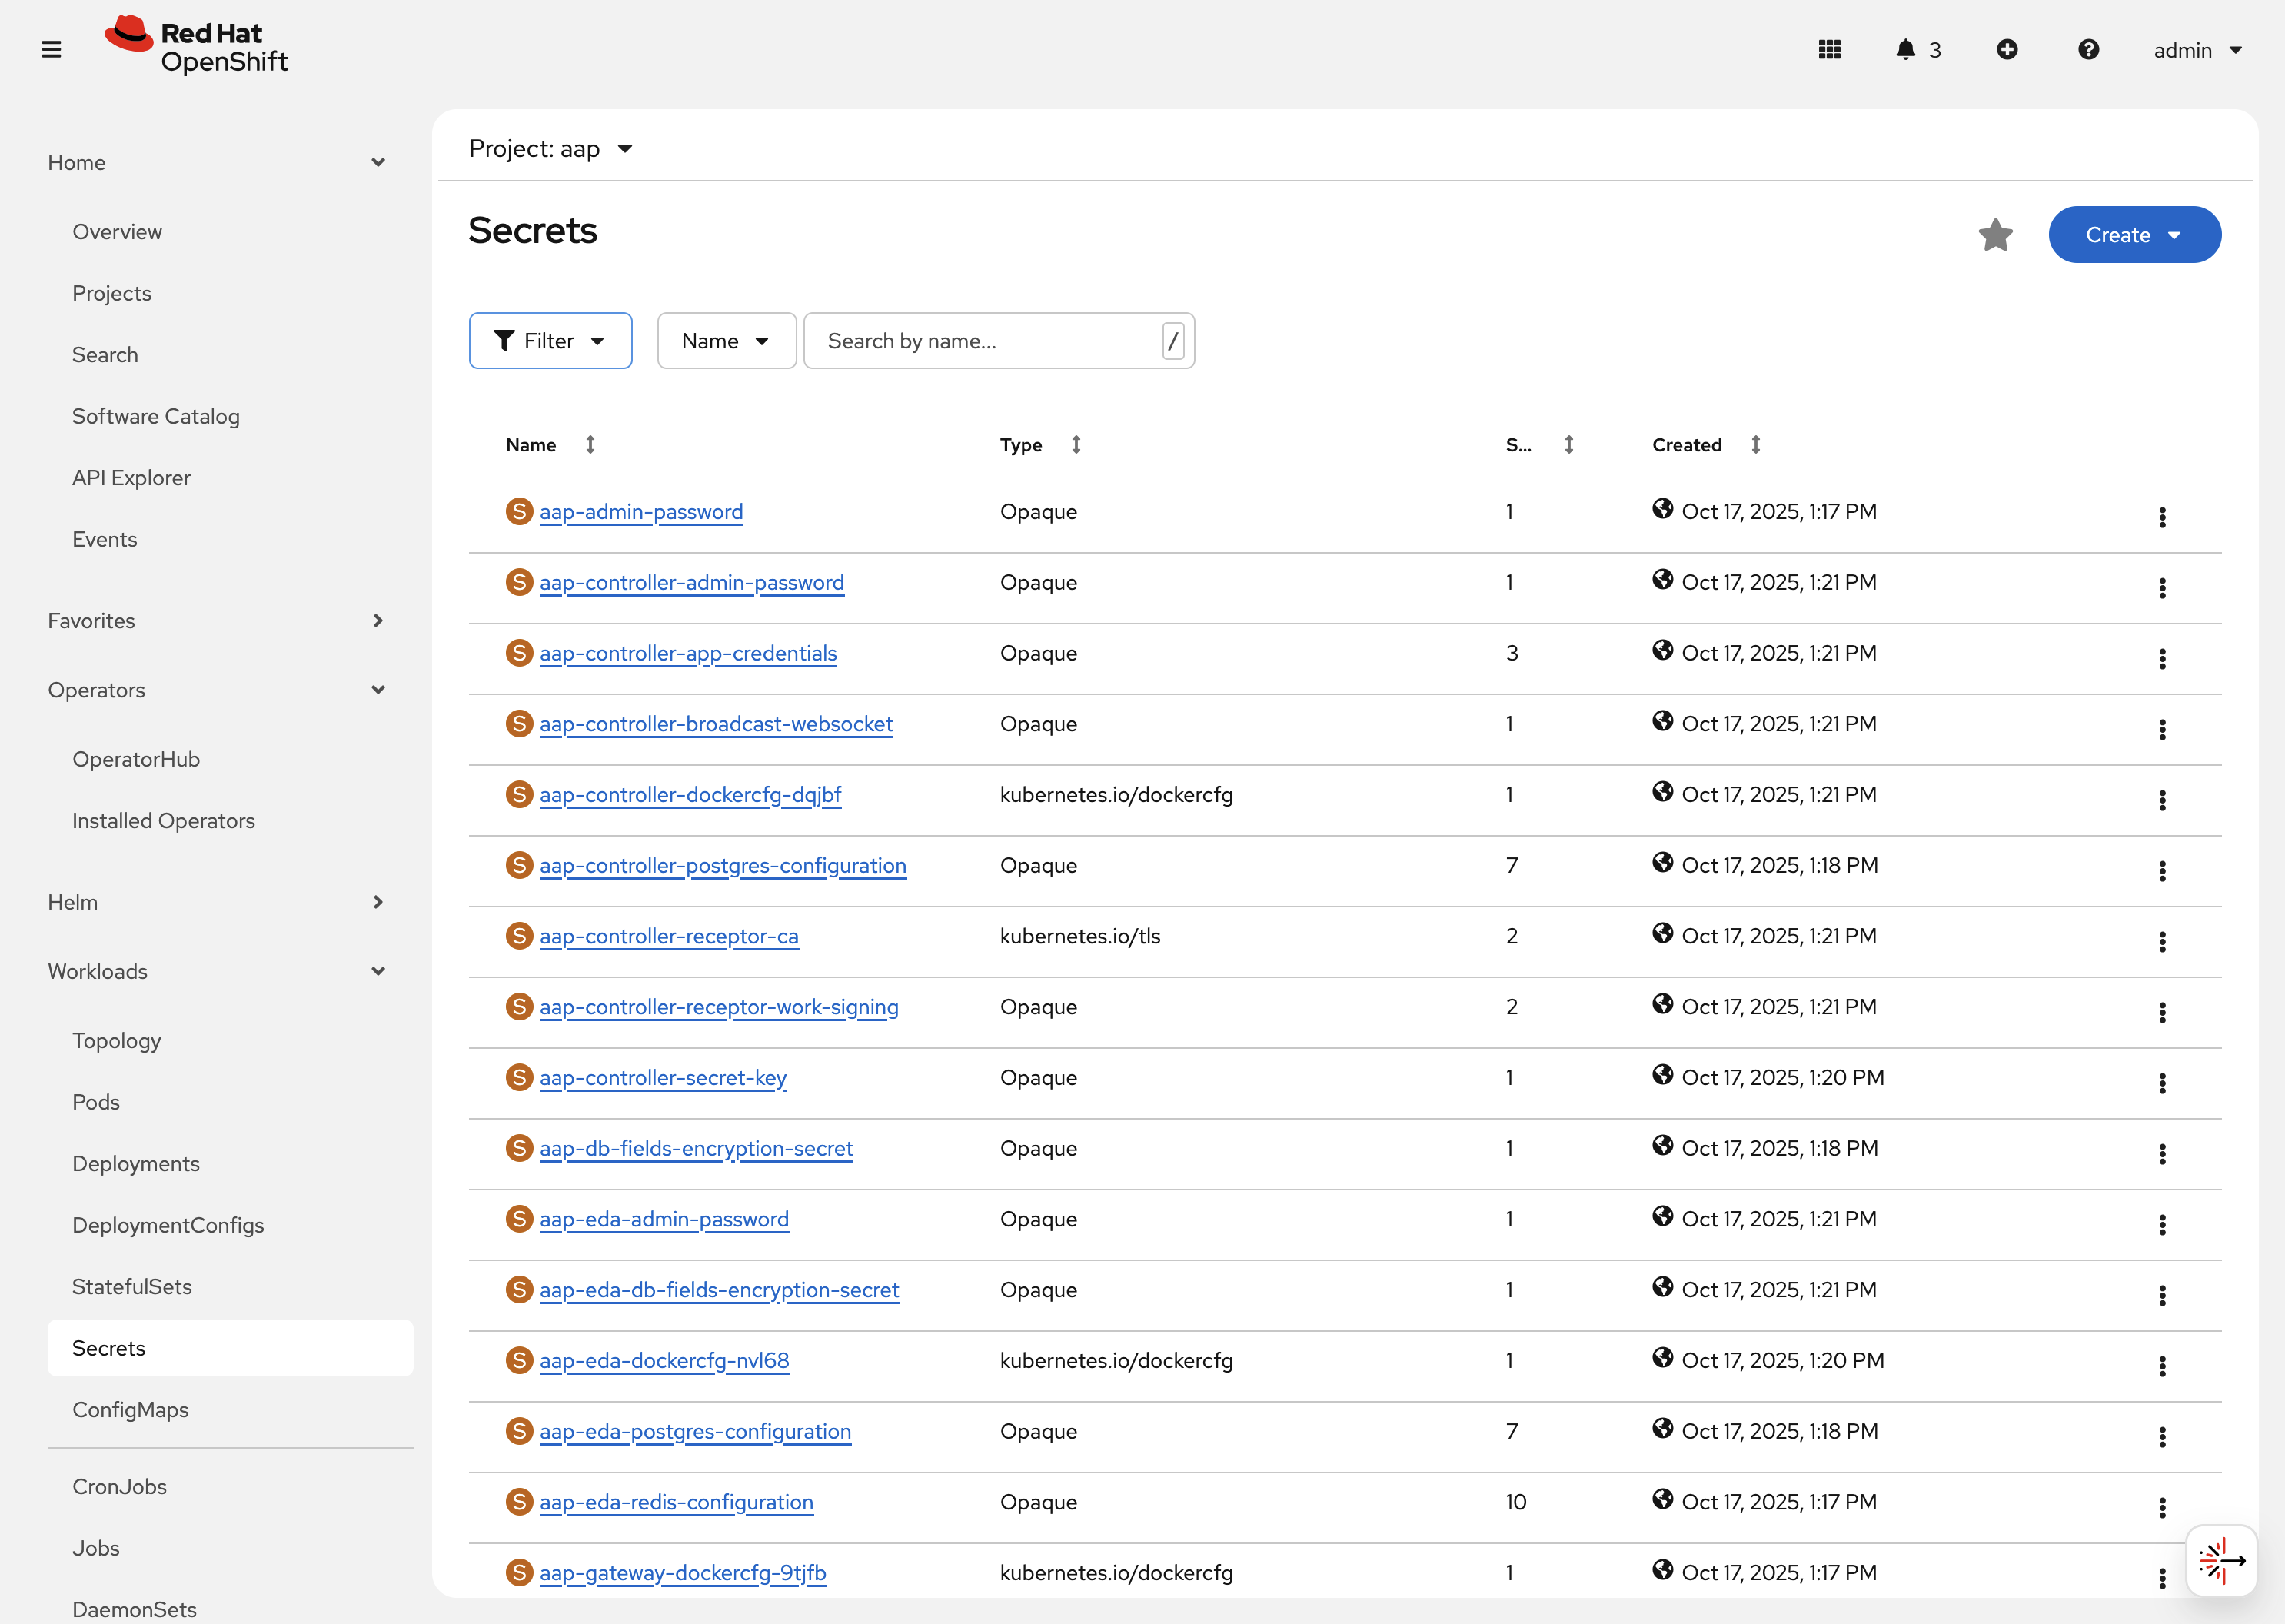 Red Hat
OpenShift
3
admin
Home
Overview
Projects
Search
Software Catalog
API Explorer
Events
Favorites
Operators
OperatorHub
Installed Operators
Helm
Workloads
Topology
Pods
Deployments
DeploymentConfigs
StatefulSets
Secrets
ConfigMaps
CronJobs
Jobs
DaemonSets
Project: aap
Secrets
Create
Filter
Name
Search by name...
/
Name Type S... Created
S aap-admin-password Opaque 1 Oct 17, 2025, 1:17 PM
S aap-controller-admin-password Opaque 1 Oct 17, 2025, 1:21 PM
S aap-controller-app-credentials Opaque 3 Oct 17, 2025, 1:21 PM
S aap-controller-broadcast-websocket Opaque 1 Oct 17, 2025, 1:21 PM
S aap-controller-dockercfg-dqjbf kubernetes.io/dockercfg 1 Oct 17, 2025, 1:21 PM
S aap-controller-postgres-configuration Opaque 7 Oct 17, 2025, 1:18 PM
S aap-controller-receptor-ca kubernetes.io/tls 2 Oct 17, 2025, 1:21 PM
S aap-controller-receptor-work-signing Opaque 2 Oct 17, 2025, 1:21 PM
S aap-controller-secret-key Opaque 1 Oct 17, 2025, 1:20 PM
S aap-db-fields-encryption-secret Opaque 1 Oct 17, 2025, 1:18 PM
S aap-eda-admin-password Opaque 1 Oct 17, 2025, 1:21 PM
S aap-eda-db-fields-encryption-secret Opaque 1 Oct 17, 2025, 1:21 PM
S aap-eda-dockercfg-nvl68 kubernetes.io/dockercfg 1 Oct 17, 2025, 1:20 PM
S aap-eda-postgres-configuration Opaque 7 Oct 17, 2025, 1:18 PM
S aap-eda-redis-configuration Opaque 10 Oct 17, 2025, 1:17 PM
S aap-gateway-dockercfg-9tjfb kubernetes.io/dockercfg 1 Oct 17, 2025, 1:17 PM